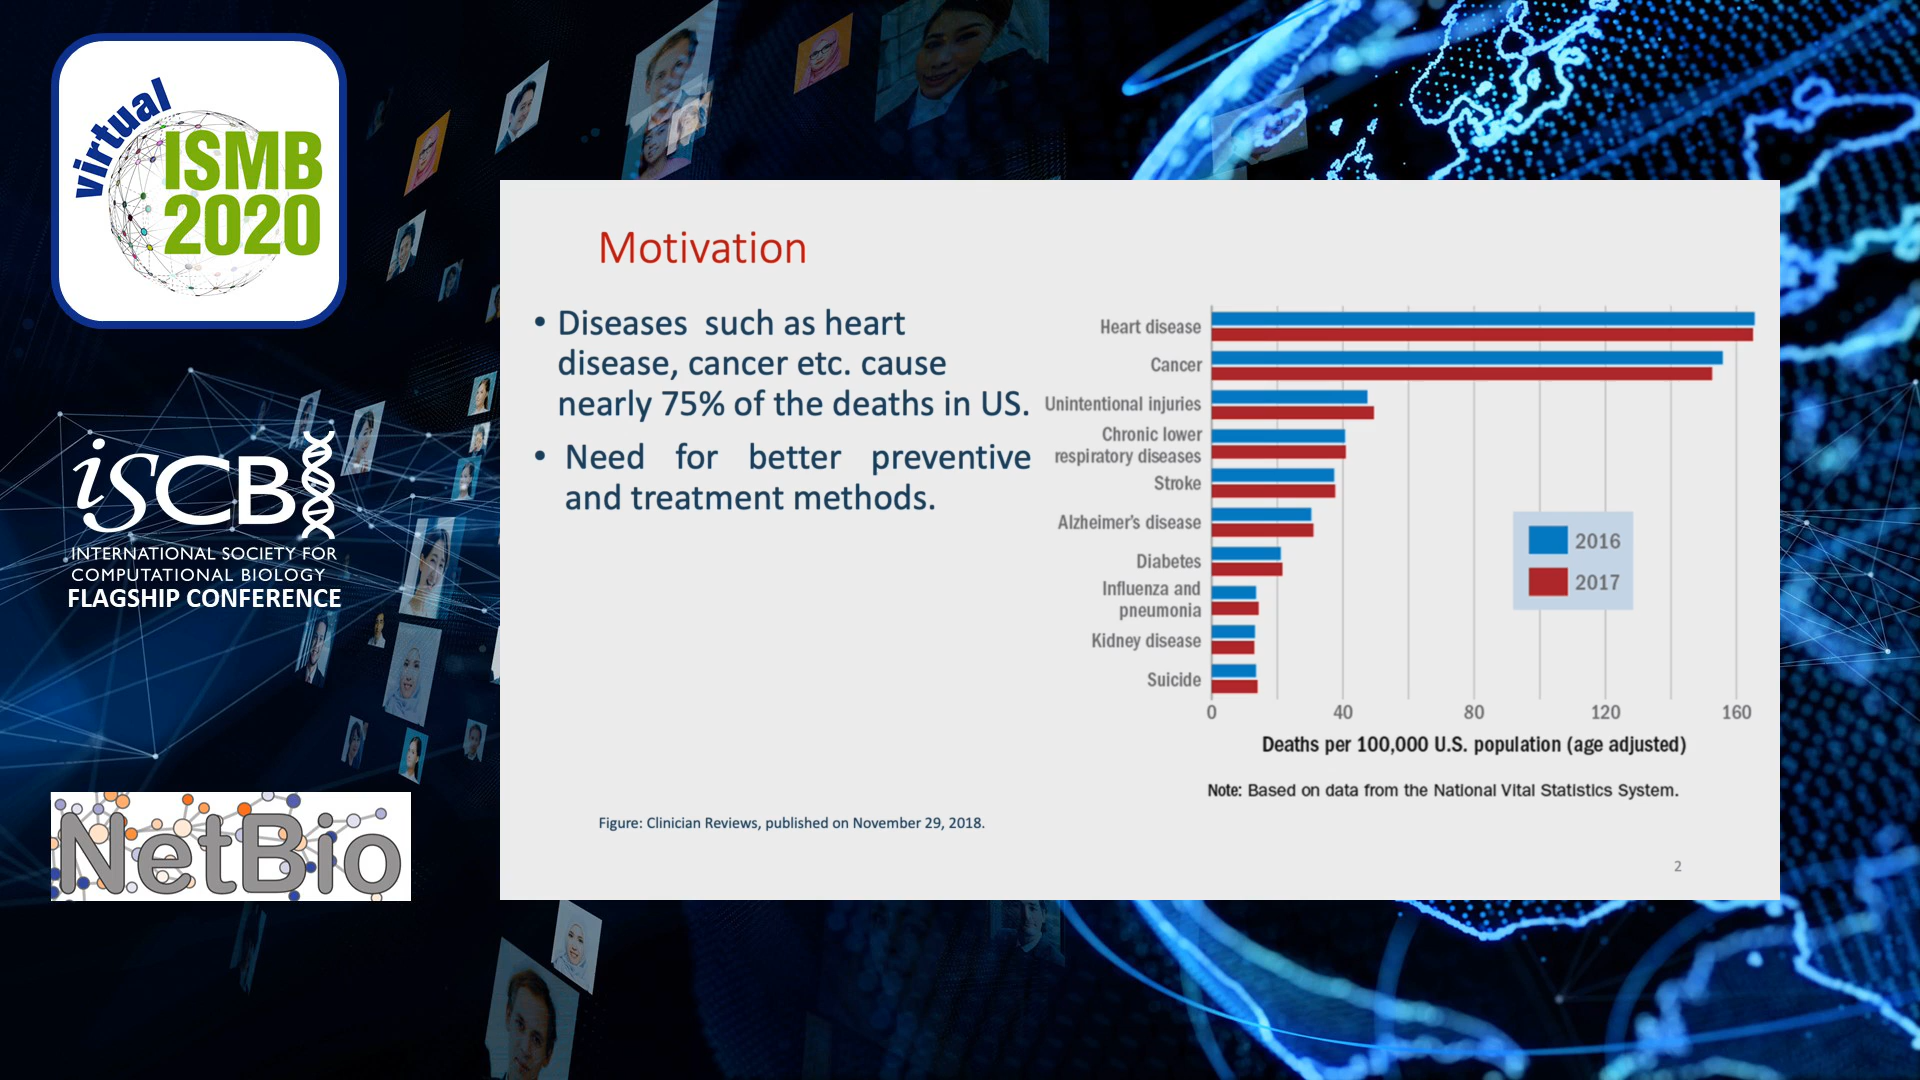 virtual
ISMB
2020
iSCB
INTERNATIONAL SOCIETY FOR
COMPUTATIONAL BIOLOGY
FLAGSHIP CONFERENCE
NetBio
Motivation
• Diseases such as heart
disease, cancer etc. cause
nearly 75% of the deaths in US.
• Need for better preventive
and treatment methods.
Heart disease
Cancer
Unintentional injuries
Chronic lower
respiratory diseases
Stroke
Alzheimer's disease
Diabetes
Influenza and
pneumonia
Kidney disease
Suicide
2016
2017
0 40 80 120 160
Deaths per 100,000 U.S. population (age adjusted)
Note: Based on data from the National Vital Statistics System.
Figure: Clinician Reviews, published on November 29, 2018.
2